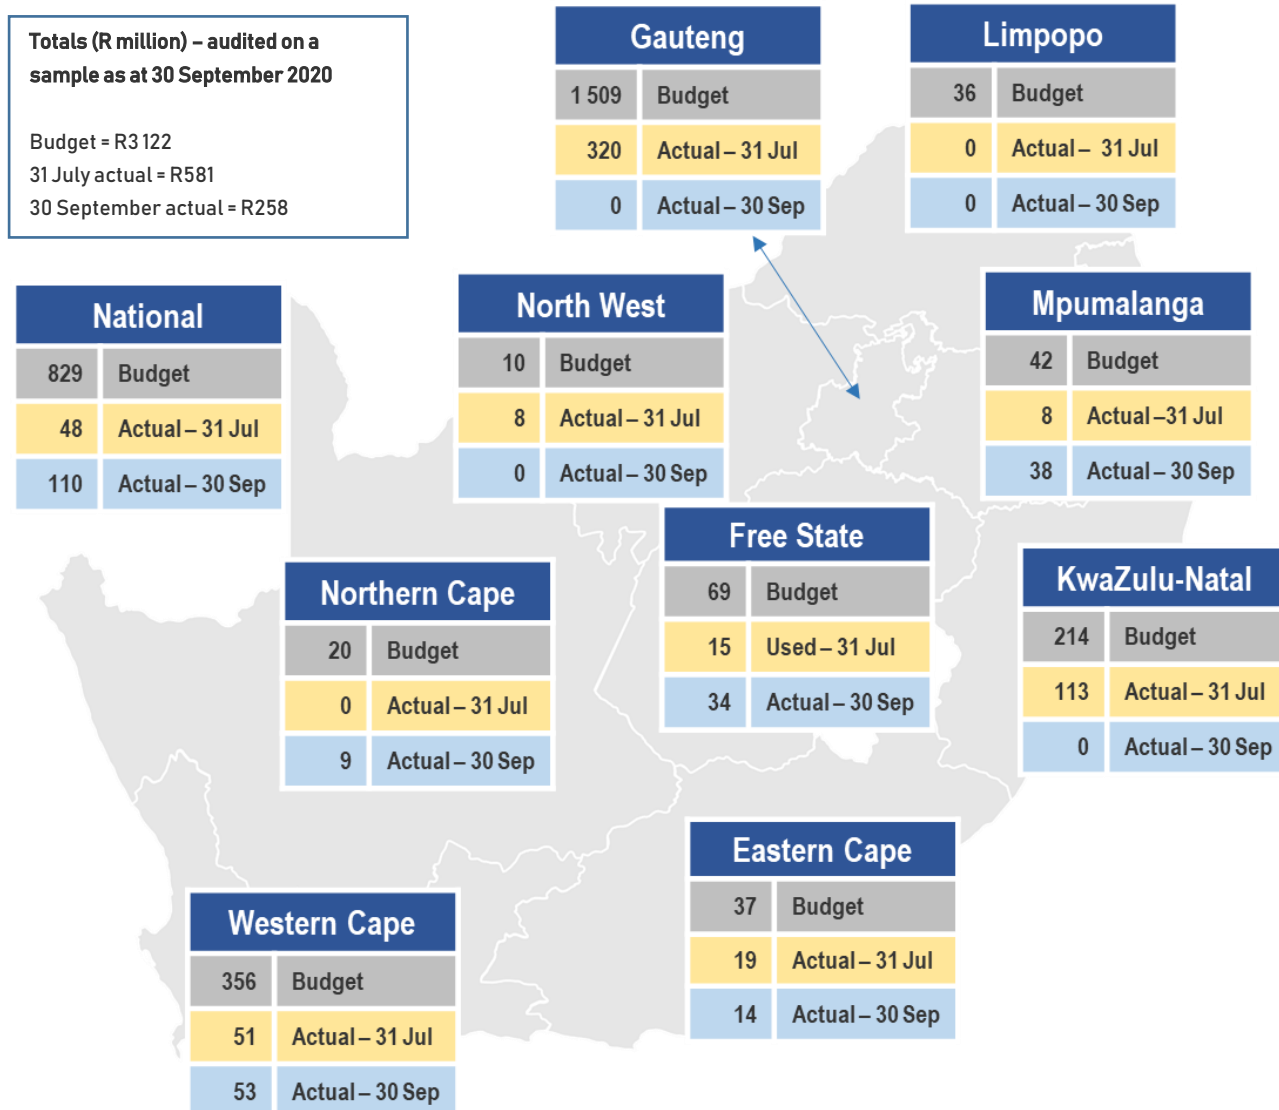 Totals (R million) – audited on a
sample as at 30 September 2020
Budget = R3 122
31 July actual = R581
30 September actual = R258
Gauteng
1 509 Budget
320 Actual – 31 Jul
0 Actual – 30 Sep
Limpopo
36 Budget
0 Actual – 31 Jul
0 Actual – 30 Sep
National
829 Budget
48 Actual – 31 Jul
110 Actual – 30 Sep
North West
10 Budget
8 Actual – 31 Jul
0 Actual – 30 Sep
Mpumalanga
42 Budget
8 Actual –31 Jul
38 Actual – 30 Sep
Free State
69 Budget
15 Used – 31 Jul
34 Actual – 30 Sep
Northern Cape
20 Budget
0 Actual – 31 Jul
9 Actual – 30 Sep
KwaZulu-Natal
214 Budget
113 Actual – 31 Jul
0 Actual – 30 Sep
Eastern Cape
37 Budget
19 Actual – 31 Jul
14 Actual – 30 Sep
Western Cape
356 Budget
51 Actual – 31 Jul
53 Actual – 30 Sep